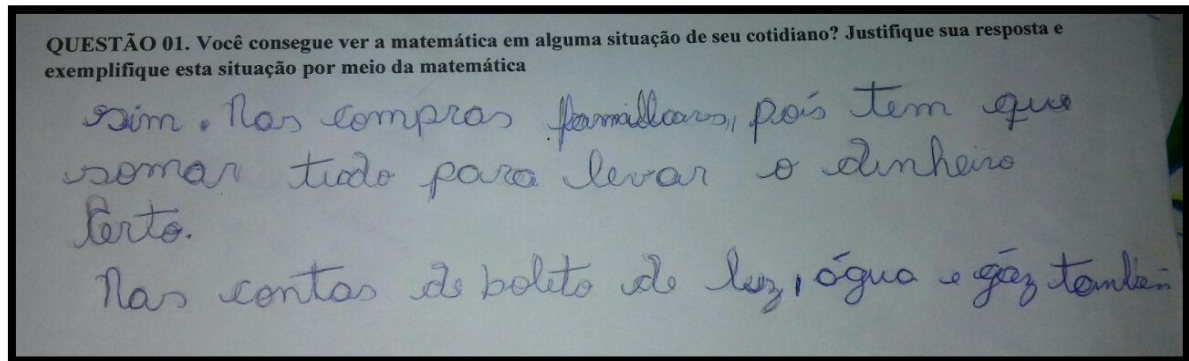 QUESTÃO 01. Você consegue ver a matemática em alguma situação de seu cotidiano? Justifique sua resposta e
exemplifique esta situação por meio da matemática
sim. Nas compras familiares, pois tem que
somar tudo para levar o dinheiro
certo.
Nas contas de boleto de luz, água e gáz também